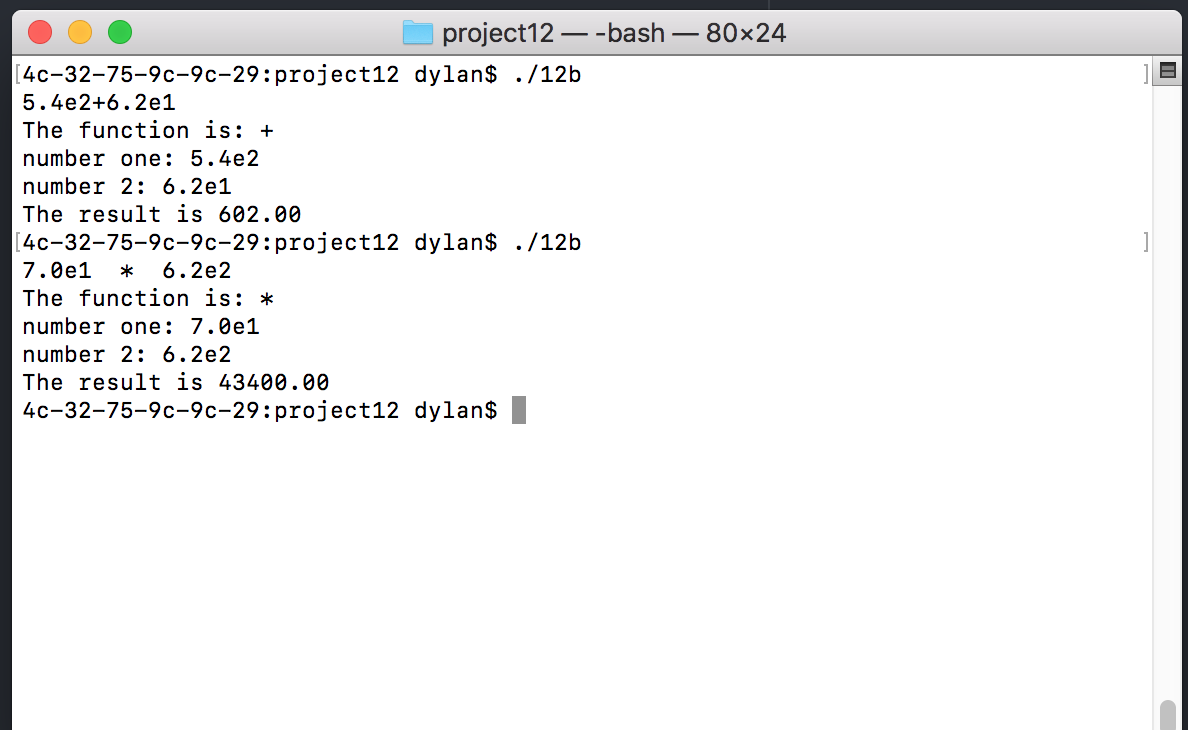 project12 — -bash — 80×24
[4c-32-75-9c-9c-29:project12 dylan$ ./12b ]
5.4e2+6.2e1
The function is: +
number one: 5.4e2
number 2: 6.2e1
The result is 602.00
[4c-32-75-9c-9c-29:project12 dylan$ ./12b ]
7.0e1  *  6.2e2
The function is: *
number one: 7.0e1
number 2: 6.2e2
The result is 43400.00
4c-32-75-9c-9c-29:project12 dylan$